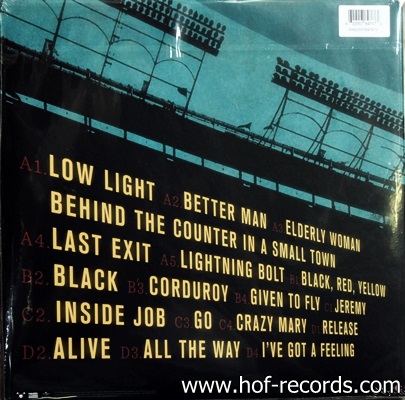 A1. LOW LIGHT A2. BETTER MAN A3. ELDERLY WOMAN
BEHIND THE COUNTER IN A SMALL TOWN
A4. LAST EXIT A5. LIGHTNING BOLT B1. BLACK, RED, YELLOW
B2. BLACK B3. CORDUROY B4. GIVEN TO FLY C1. JEREMY
C2. INSIDE JOB C3. GO C4. CRAZY MARY D1. RELEASE
D2. ALIVE D3. ALL THE WAY D4. I'VE GOT A FEELING
www.hof-records.com